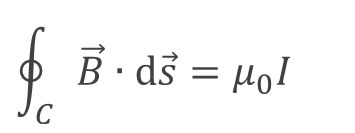 ∮_C B⃗ · ds⃗ = μ₀I